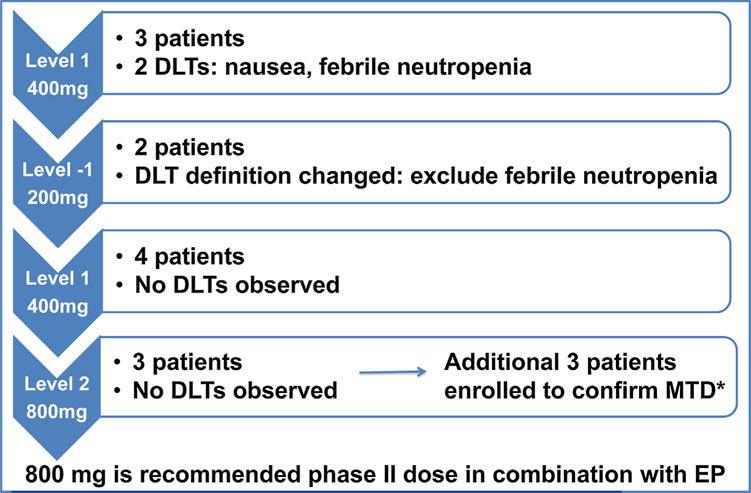 Level 1
400mg
• 3 patients
• 2 DLTs: nausea, febrile neutropenia
Level -1
200mg
• 2 patients
• DLT definition changed: exclude febrile neutropenia
Level 1
400mg
• 4 patients
• No DLTs observed
Level 2
800mg
• 3 patients
• No DLTs observed
Additional 3 patients
enrolled to confirm MTD*
800 mg is recommended phase II dose in combination with EP